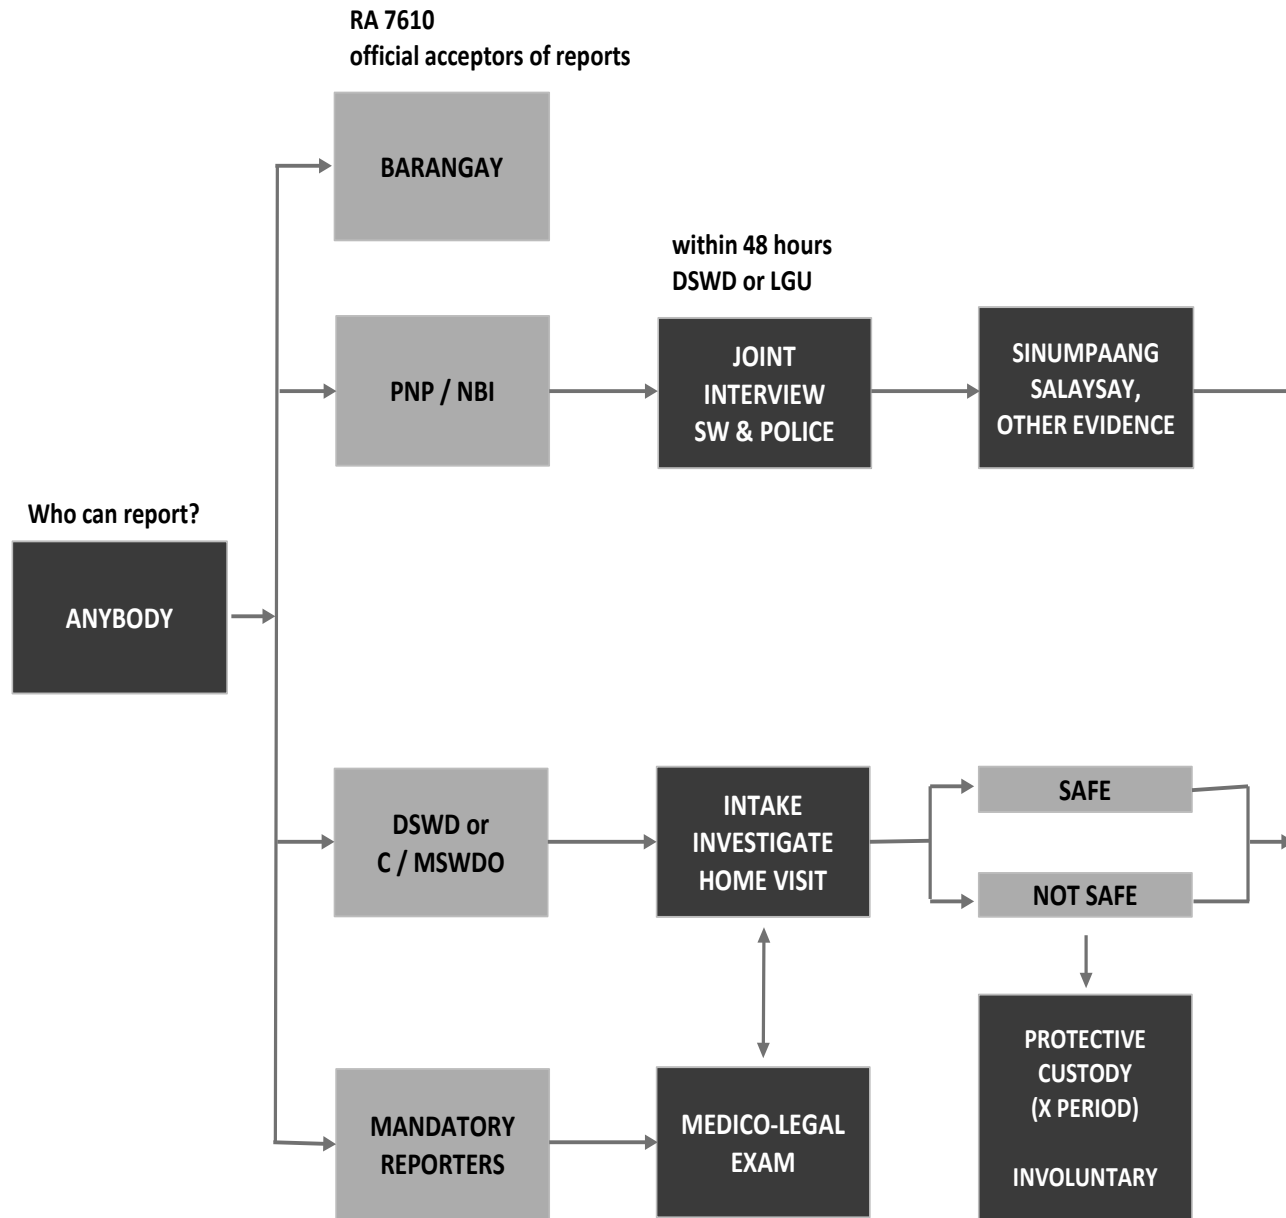 RA 7610
official acceptors of reports
BARANGAY
within 48 hours
DSWD or LGU
PNP / NBI
JOINT
INTERVIEW
SW & POLICE
SINUMPAANG
SALAYSAY,
OTHER EVIDENCE
Who can report?
ANYBODY
DSWD or
C / MSWDO
INTAKE
INVESTIGATE
HOME VISIT
SAFE
NOT SAFE
MANDATORY
REPORTERS
MEDICO-LEGAL
EXAM
PROTECTIVE
CUSTODY
(X PERIOD)
INVOLUNTARY